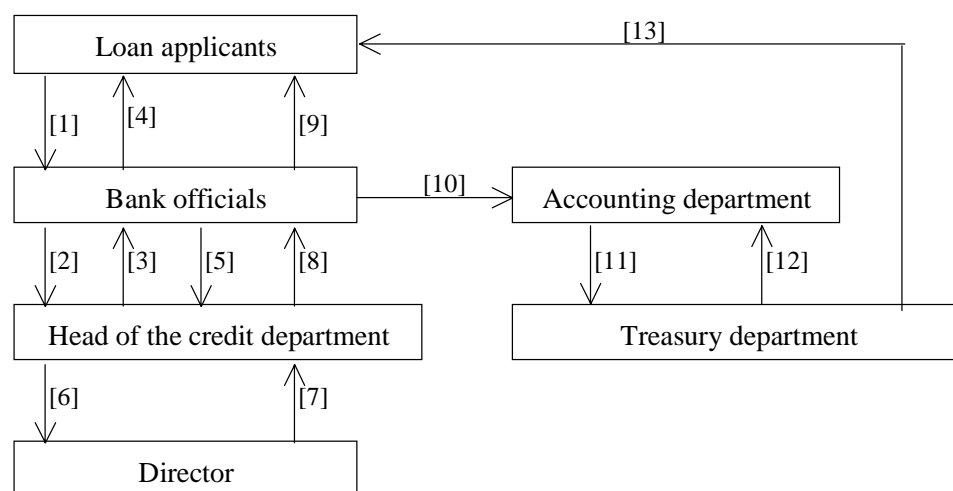 Loan applicants
[13]
[1]
[4]
[9]
Bank officials
[10]
Accounting department
[2]
[3]
[5]
[8]
[11]
[12]
Head of the credit department
Treasury department
[6]
[7]
Director